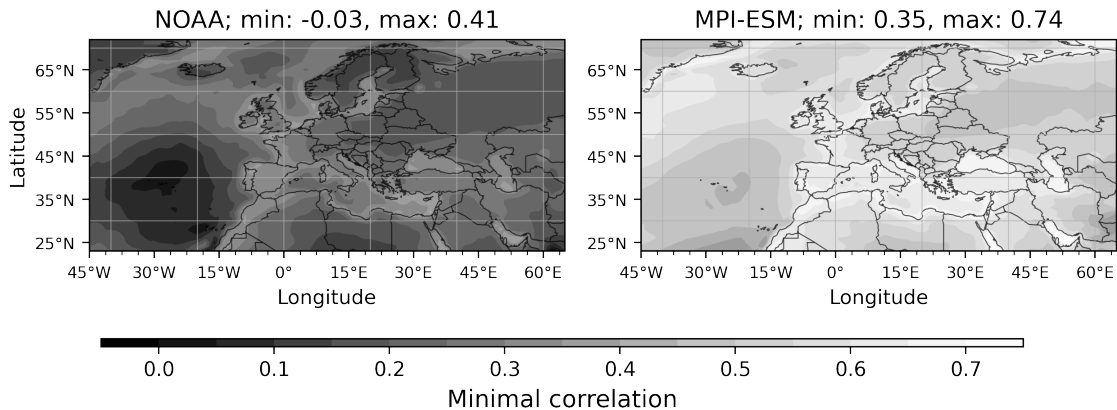 NOAA; min: -0.03, max: 0.41
MPI-ESM; min: 0.35, max: 0.74
Latitude
65°N
55°N
45°N
35°N
25°N
45°W 30°W 15°W 0° 15°E 30°E 45°E 60°E
Longitude
65°N
55°N
45°N
35°N
25°N
45°W 30°W 15°W 0° 15°E 30°E 45°E 60°E
Longitude
0.0 0.1 0.2 0.3 0.4 0.5 0.6 0.7
Minimal correlation